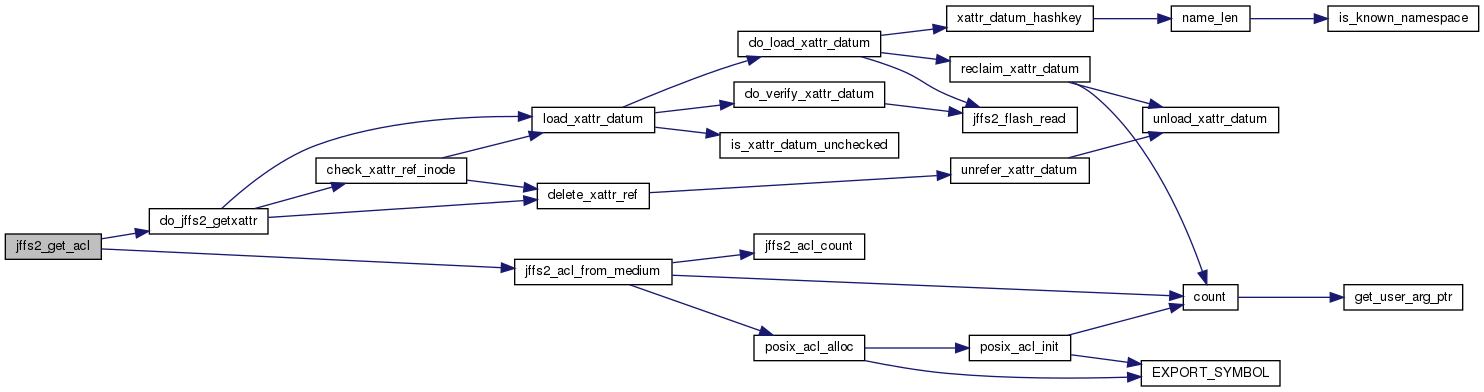 xattr_datum_hashkey
name_len
is_known_namespace
do_load_xattr_datum
reclaim_xattr_datum
do_verify_xattr_datum
load_xattr_datum
jffs2_flash_read
unload_xattr_datum
is_xattr_datum_unchecked
check_xattr_ref_inode
unrefer_xattr_datum
delete_xattr_ref
do_jffs2_getxattr
jffs2_get_acl
jffs2_acl_count
jffs2_acl_from_medium
count
get_user_arg_ptr
posix_acl_alloc
posix_acl_init
EXPORT_SYMBOL